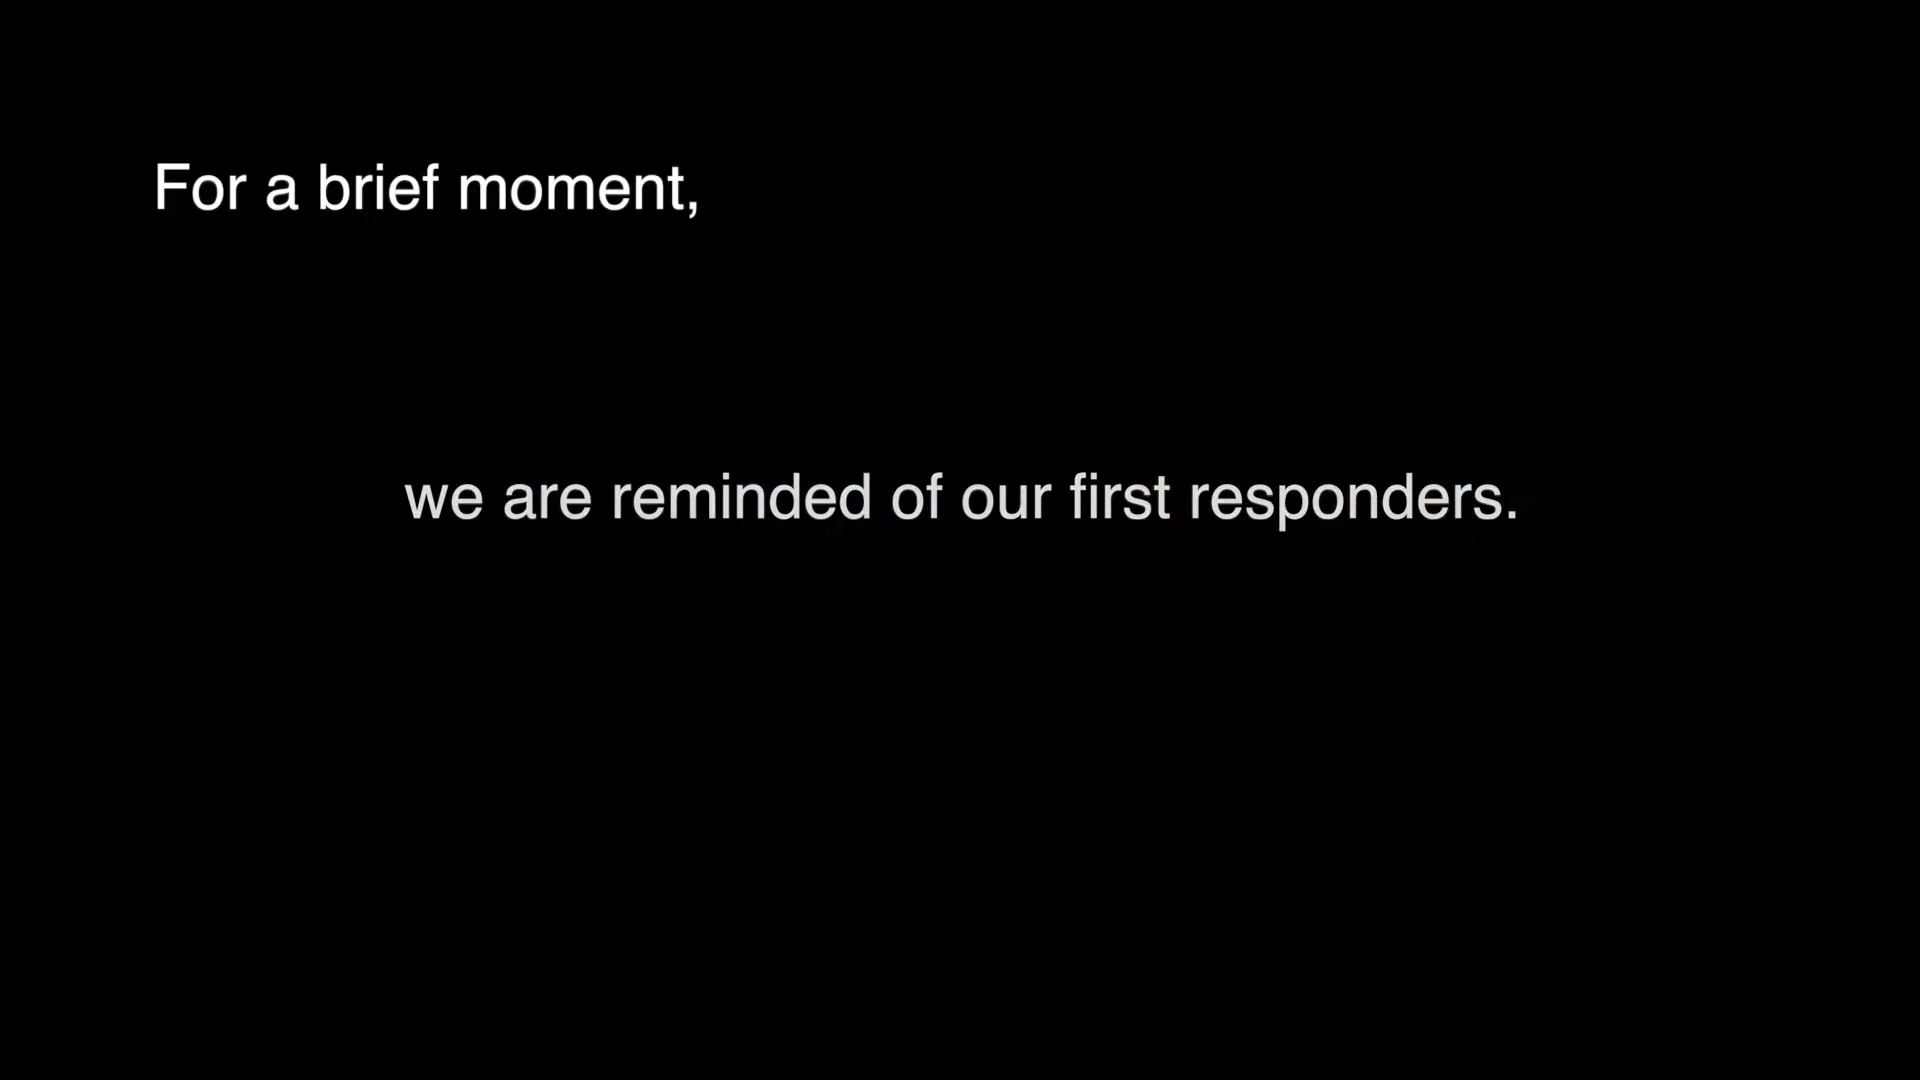 For a brief moment,
we are reminded of our first responders.